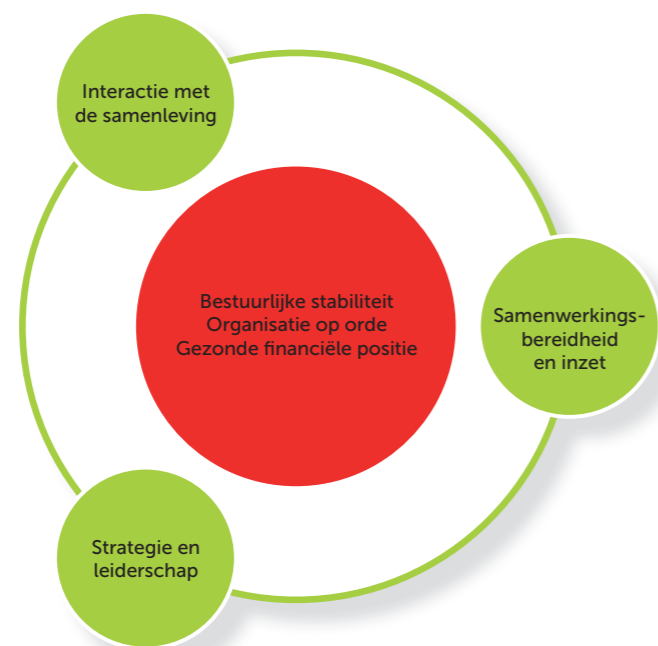 Interactie met
de samenleving
Bestuurlijke stabiliteit
Organisatie op orde
Gezonde financiële positie
Samenwerkings-
bereidheid
en inzet
Strategie en
leiderschap